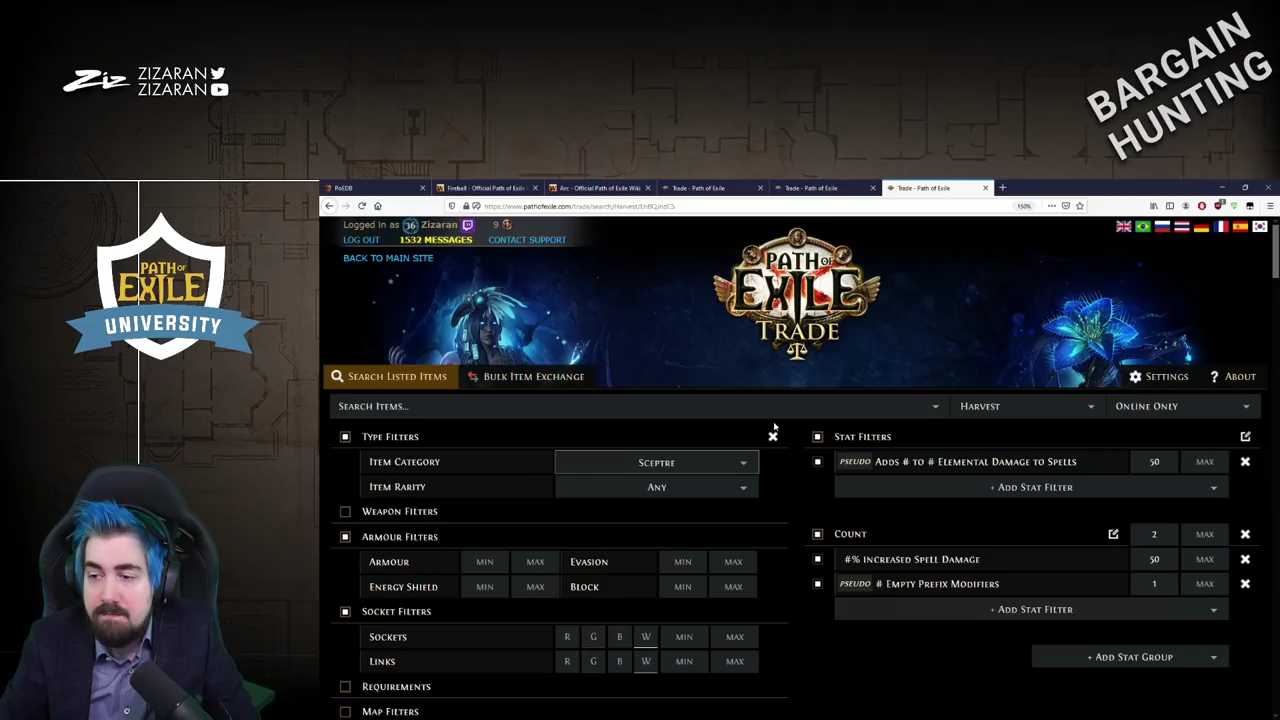 Ziz ZIZARAN
ZIZARAN
BARGAIN
HUNTING
PATH OF
EXILE
UNIVERSITY
PoEDB
Fireball - Official Path of Exile
Arc - Official Path of Exile Wiki
Trade - Path of Exile
Trade - Path of Exile
Trade - Path of Exile
150%
Logged in as 36 Zizaran 9
LOG OUT 1532 MESSAGES CONTACT SUPPORT
BACK TO MAIN SITE
PATH OF
EXILE
TRADE
SEARCH LISTED ITEMS BULK ITEM EXCHANGE SETTINGS ? ABOUT
SEARCH ITEMS... HARVEST ONLINE ONLY
TYPE FILTERS
ITEM CATEGORY SCEPTRE
ITEM RARITY ANY
WEAPON FILTERS
ARMOUR FILTERS
ARMOUR MIN MAX EVASION MIN MAX
ENERGY SHIELD MIN MAX BLOCK MIN MAX
SOCKET FILTERS
SOCKETS R G B W MIN MAX
LINKS R G B W MIN MAX
REQUIREMENTS
MAP FILTERS
STAT FILTERS
PSEUDO ADDS # TO # ELEMENTAL DAMAGE TO SPELLS 50 MAX
+ ADD STAT FILTER
COUNT 2 MAX
#% INCREASED SPELL DAMAGE 50 MAX
PSEUDO # EMPTY PREFIX MODIFIERS 1 MAX
+ ADD STAT FILTER
+ ADD STAT GROUP